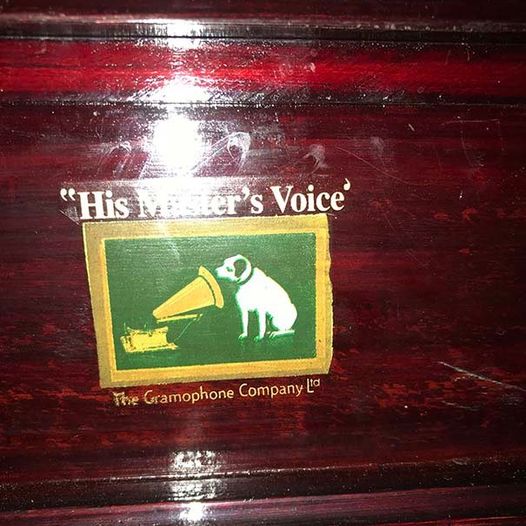 "His Master's Voice'
The Gramophone Company Ltd